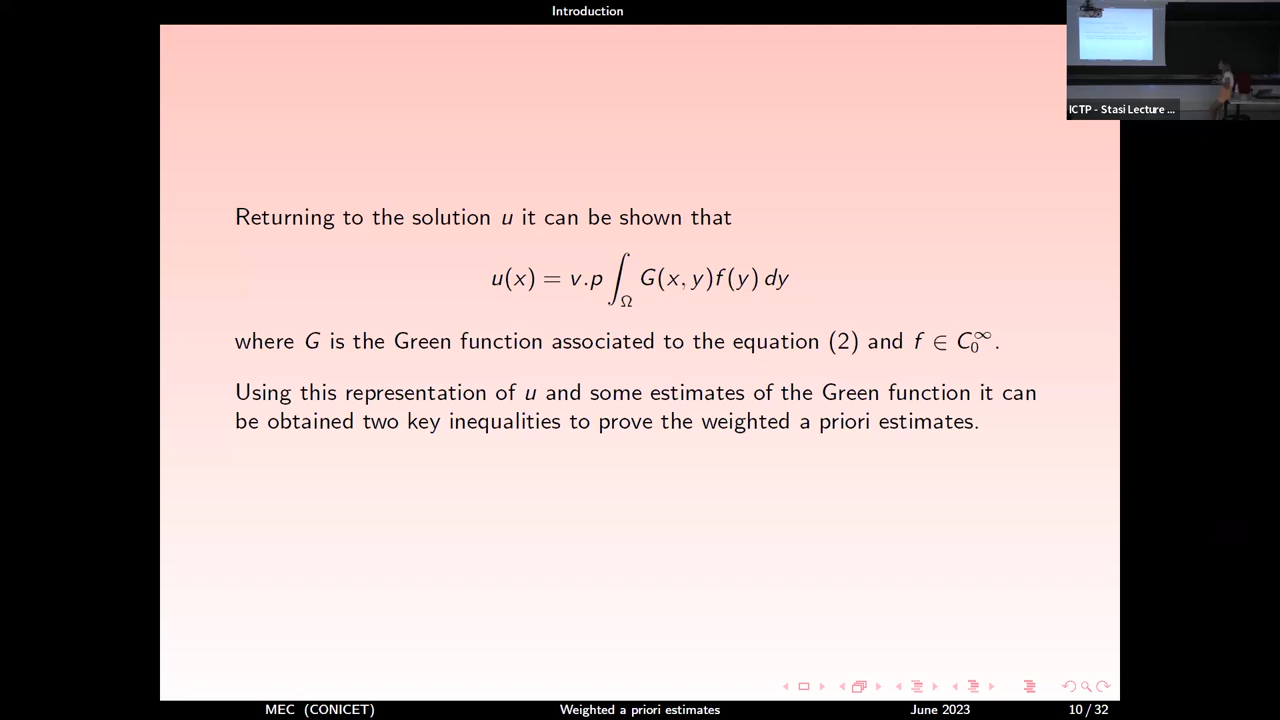 Introduction
ICTP - Stasi Lecture ...
Returning to the solution u it can be shown that
u(x) = v.p ∫_Ω G(x, y)f(y) dy
where G is the Green function associated to the equation (2) and f ∈ C_0^∞.
Using this representation of u and some estimates of the Green function it can
be obtained two key inequalities to prove the weighted a priori estimates.
MEC (CONICET) Weighted a priori estimates June 2023 10 / 32